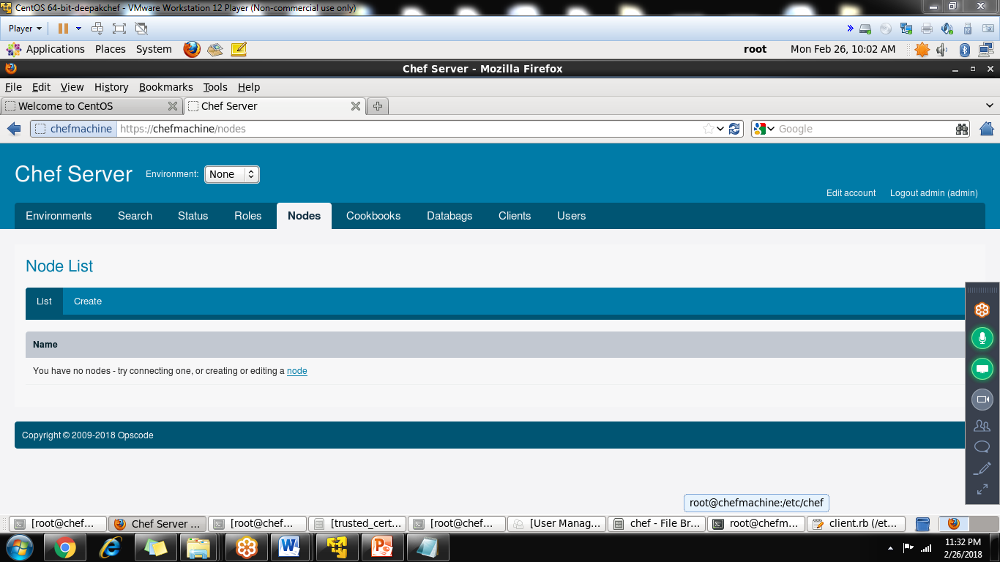 CentOS 64-bit-deepakchef - VMware Workstation 12 Player (Non-commercial use only)
Player
Applications Places System root Mon Feb 26, 10:02 AM
Chef Server - Mozilla Firefox
File Edit View History Bookmarks Tools Help
Welcome to CentOS Chef Server
chefmachine https://chefmachine/nodes Google
Chef Server Environment: None
Edit account Logout admin (admin)
Environments Search Status Roles Nodes Cookbooks Databags Clients Users
Node List
List Create
Name
You have no nodes - try connecting one, or creating or editing a node
Copyright © 2009-2018 Opscode
root@chefmachine:/etc/chef
[root@chef... Chef Server ... [root@chef... [trusted_cert... [root@chef... [User Manag... chef - File Br... root@chefm... client.rb (/et...
11:32 PM
2/26/2018